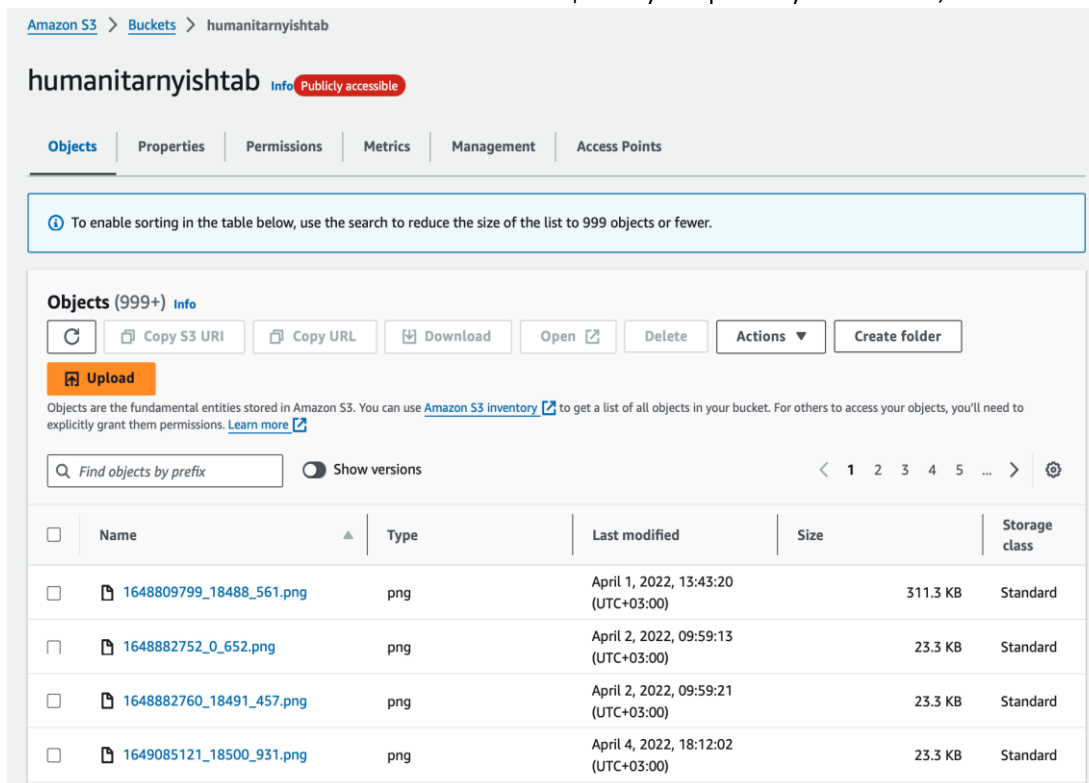 Amazon S3 > Buckets > humanitarnyishtab
humanitarnyishtab Info Publicly accessible
Objects Properties Permissions Metrics Management Access Points
To enable sorting in the table below, use the search to reduce the size of the list to 999 objects or fewer.
Objects (999+) Info
Copy S3 URI Copy URL Download Open Delete Actions Create folder
Upload
Objects are the fundamental entities stored in Amazon S3. You can use Amazon S3 inventory to get a list of all objects in your bucket. For others to access your objects, you'll need to
explicitly grant them permissions. Learn more
Find objects by prefix Show versions < 1 2 3 4 5 ... >
Name Type Last modified Size Storage
class
1648809799_18488_561.png png April 1, 2022, 13:43:20
(UTC+03:00) 311.3 KB Standard
1648882752_0_652.png png April 2, 2022, 09:59:13
(UTC+03:00) 23.3 KB Standard
1648882760_18491_457.png png April 2, 2022, 09:59:21
(UTC+03:00) 23.3 KB Standard
1649085121_18500_931.png png April 4, 2022, 18:12:02
(UTC+03:00) 23.3 KB Standard